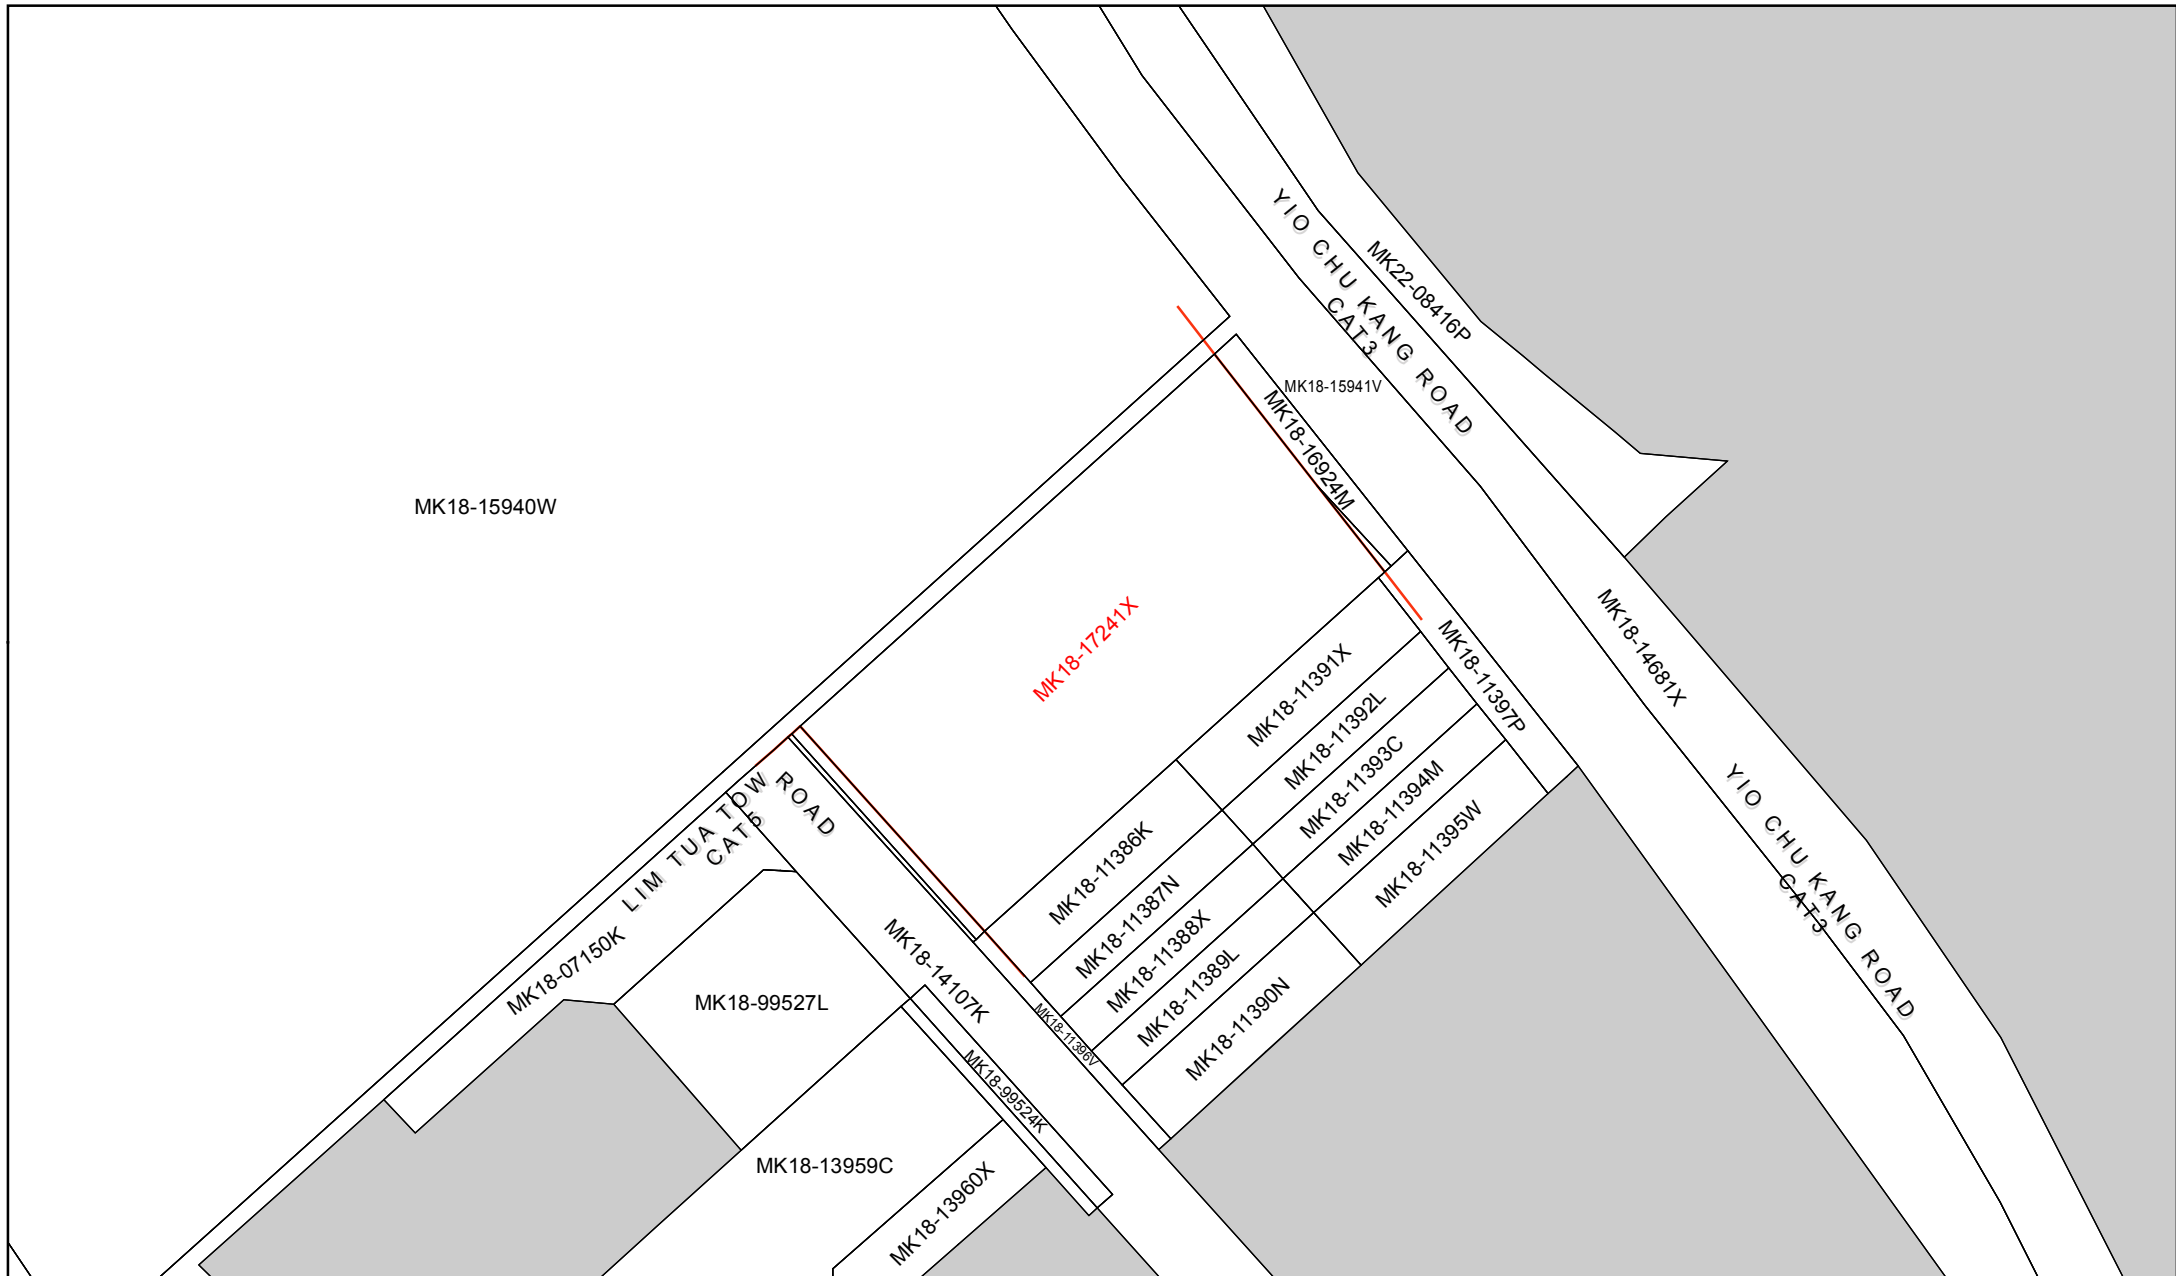 YIO CHU KANG ROAD
CAT3
MK22-08416P
MK18-15941V
MK18-16924M
MK18-15940W
MK18-17241X
MK18-14681X
MK18-11397P
MK18-11391X
MK18-11392L
MK18-11393C
MK18-11394M
MK18-11395W
LIM TUA TOW ROAD
CAT5
MK18-07150K
MK18-11386K
MK18-11387N
MK18-11388X
MK18-11389L
MK18-11390N
YIO CHU KANG ROAD
CAT3
MK18-14107K
MK18-99527L
MK18-11396V
MK18-99524K
MK18-13959C
MK18-13960X